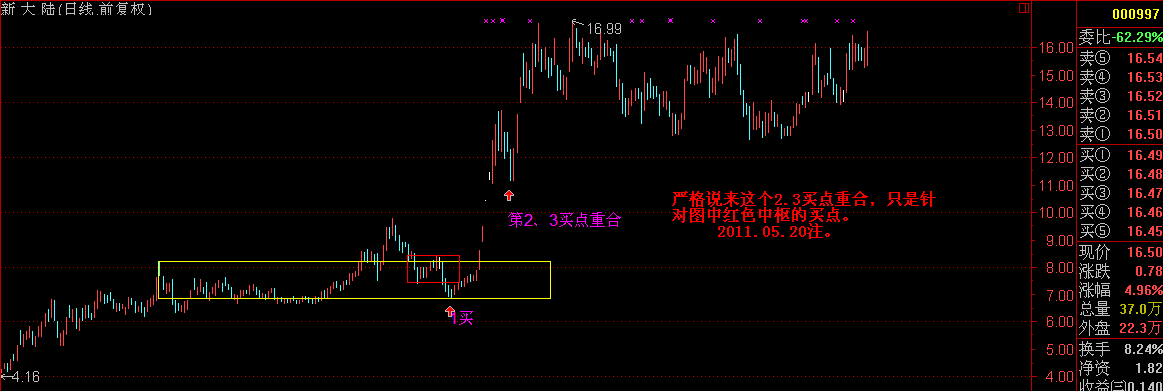 新 大 陆(日线.前复权)
000997
委比-62.29%
卖⑤ 16.54
卖④ 16.53
卖③ 16.52
卖② 16.51
卖① 16.50
买① 16.49
买② 16.48
买③ 16.47
买④ 16.46
买⑤ 16.45
现价 16.50
涨跌 0.78
涨幅 4.96%
总量 37.0万
外盘 22.3万
换手 8.24%
净资 1.82
收益㈢0.140
16.00
15.00
14.00
13.00
12.00
11.00
10.00
9.00
8.00
7.00
6.00
5.00
4.00
16.99
严格说来这个2.3买点重合，只是针
对图中红色中枢的买点。
2011.05.20注。
第2、3买点重合
1买
4.16